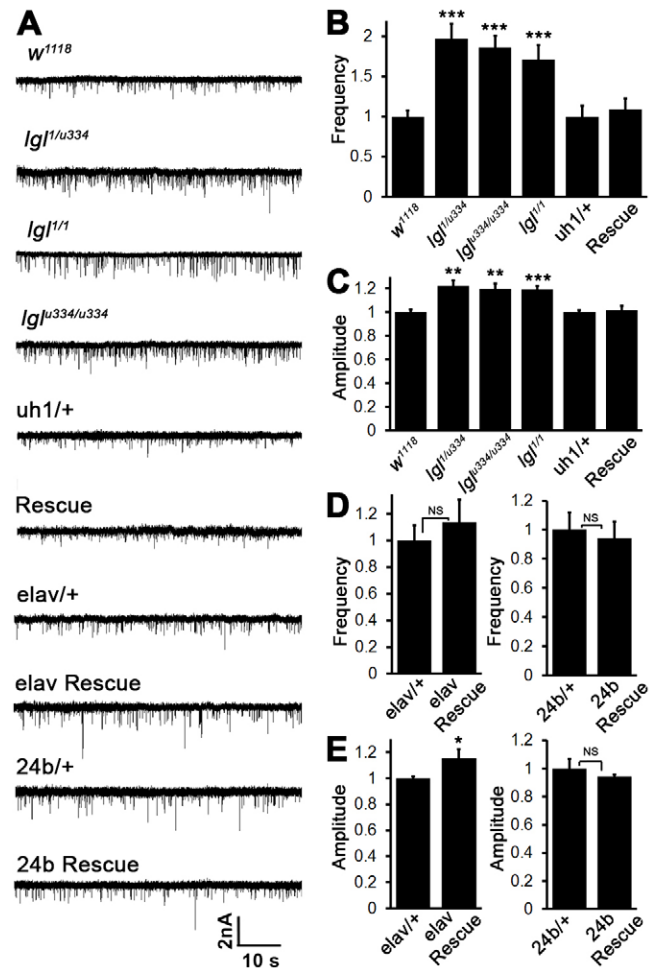 A
w1118
lgl1/u334
lgl1/1
lglu334/u334
uh1/+
Rescue
elav/+
elav Rescue
24b/+
24b Rescue
2nA
10 s
B
Frequency
2
1.5
1
0.5
0
***
***
***
w1118
lgl1/u334
lglu334/u334
lgl1/1
uh1/+
Rescue
C
Amplitude
1.2
1
0.8
0.6
0.4
0.2
0
**
**
***
w1118
lgl1/u334
lglu334/u334
lgl1/1
uh1/+
Rescue
D
Frequency
1.4
1.2
1
0.8
0.6
0.4
0.2
0
NS
elav/+
elav
Rescue
Frequency
1.2
1
0.8
0.6
0.4
0.2
0
NS
24b/+
24b
Rescue
E
Amplitude
1.2
1
0.8
0.6
0.4
0.2
0
*
elav/+
elav
Rescue
Amplitude
1.2
1
0.8
0.6
0.4
0.2
0
NS
24b/+
24b
Rescue